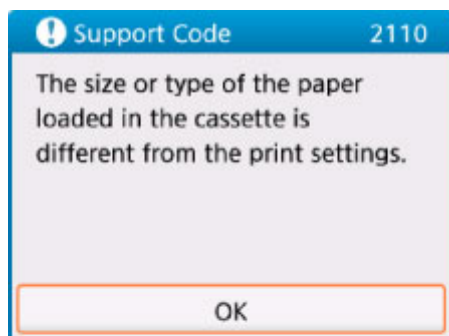 Support Code 2110
The size or type of the paper
loaded in the cassette is
different from the print settings.
OK